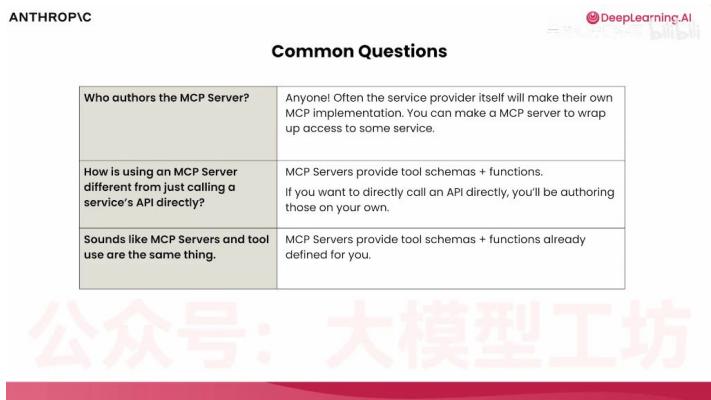 ANTHROP\C
DeepLearning.AI
bilibili
Common Questions
Who authors the MCP Server?
Anyone! Often the service provider itself will make their own
MCP implementation. You can make a MCP server to wrap
up access to some service.
How is using an MCP Server
different from just calling a
service's API directly?
MCP Servers provide tool schemas + functions.
If you want to directly call an API directly, you'll be authoring
those on your own.
Sounds like MCP Servers and tool
use are the same thing.
MCP Servers provide tool schemas + functions already
defined for you.
公众号：大模型工坊